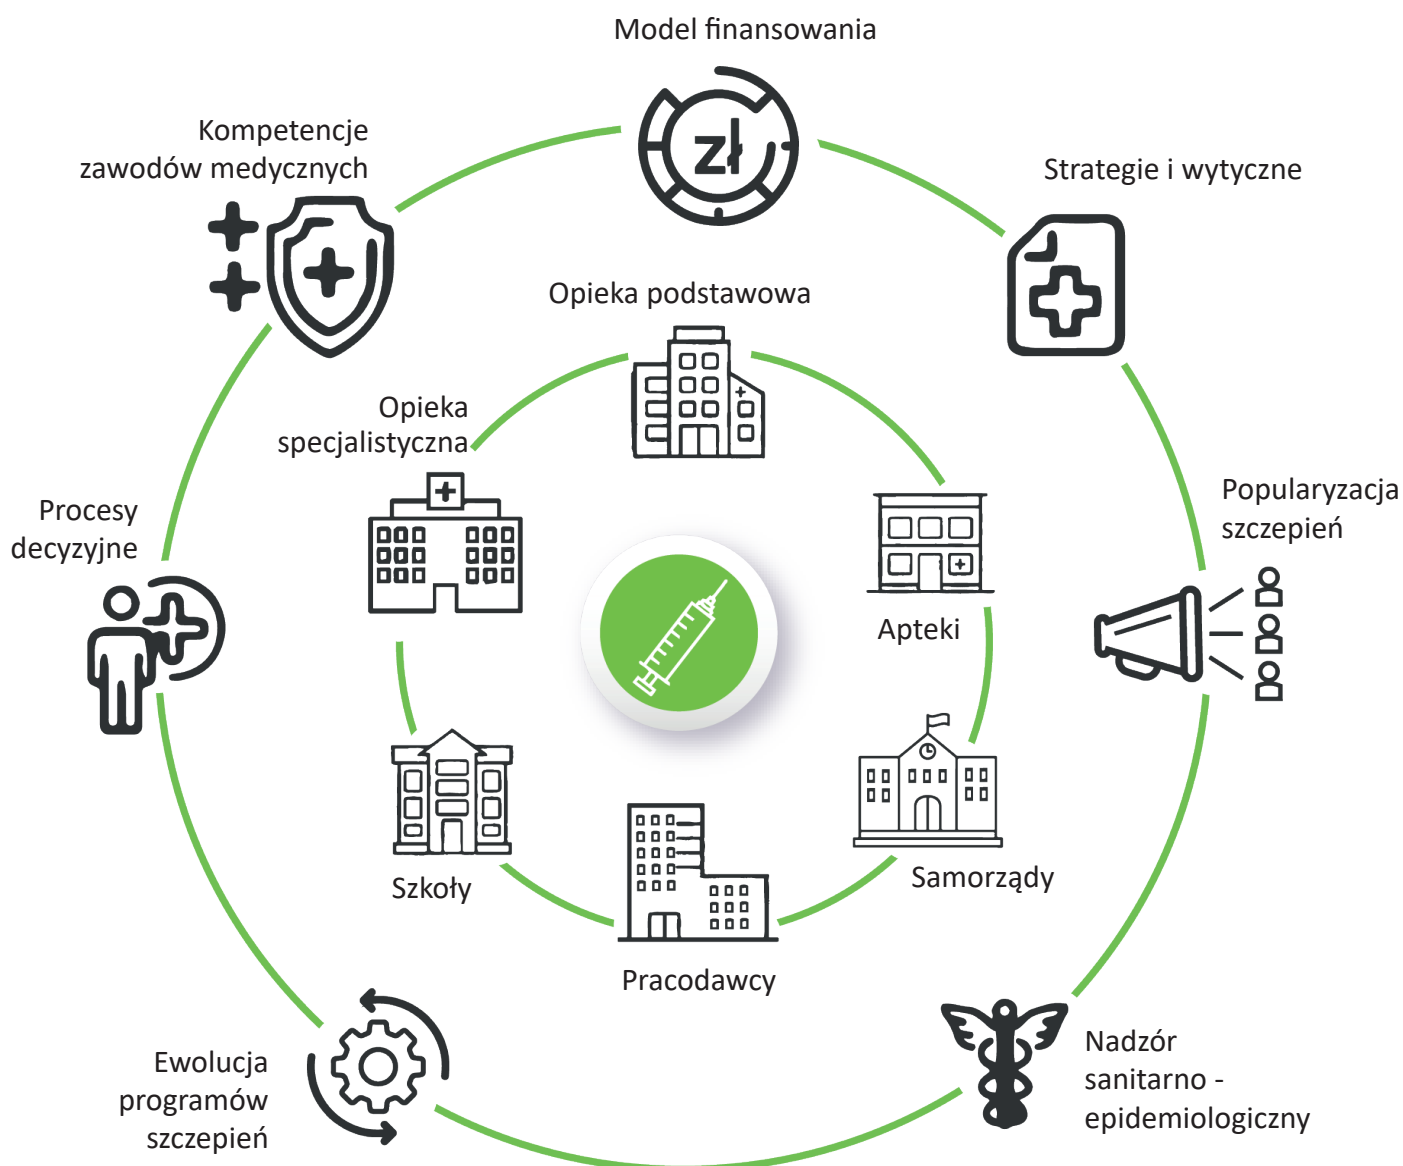 Model finansowania
Kompetencje
zawodów medycznych
zł
Strategie i wytyczne
Opieka podstawowa
Opieka
specjalistyczna
Procesy
decyzyjne
Popularyzacja
szczepień
Apteki
Szkoły
Samorządy
Pracodawcy
Ewolucja
programów
szczepień
Nadzór
sanitarno -
epidemiologiczny